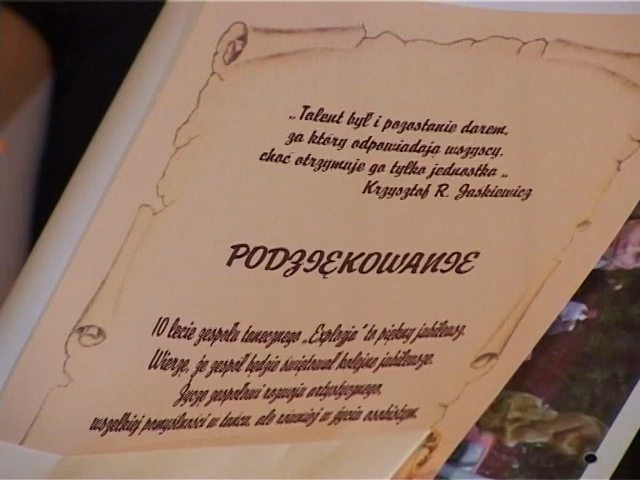 „Talent był i pozostanie darem,
za który odpowiadają wszyscy,
choć otrzymuje go tylko jednostka „
Krzysztof R. Jaśkiewicz
PODZIĘKOWANIE
10 lecie zespołu tanecznego „Explozja" to piękny jubileusz.
Wierzę, że zespół będzie świętował kolejne jubileusze.
Życzę zespołowi rozwoju artystycznego,
wszelkiej pomyślności w tańcu, ale również w życiu osobistym.